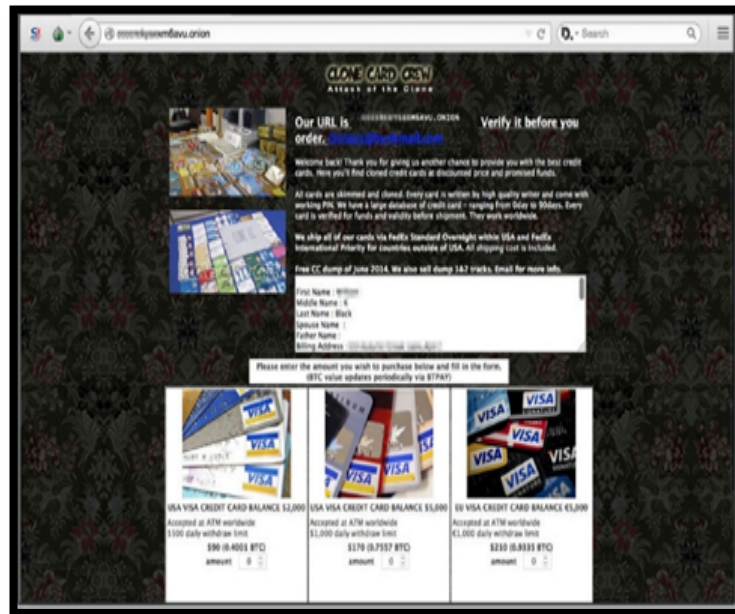 Search
CLONE CARD CREW
Attack of the Clone
Our URL is Verify it before you
order.
Welcome back! Thank you for giving us another chance to provide you with the best credit
cards. Here you'll find cloned credit cards at discounted price and promised funds.
All cards are skimmed and cloned. Every card is written by high quality writer and come with
working PIN. We have a large database of credit card - ranging from 0day to 90days. Every
card is verified for funds and validity before shipment. They work worldwide.
We ship all of our cards via FedEx Standard Overnight within USA and FedEx
International Priority for countries outside of USA. All shipping cost is included.
Free CC dump of June 2014. We also sell dump 1&2 tracks. Email for more info.
First Name :
Middle Name : K
Last Name : Black
Spouse Name :
Father Name :
Billing Address :
Please enter the amount you wish to purchase below and fill in the form.
(BTC value updates periodically via BTPAY)
VISA
VISA
VISA
VISA
VISA
VISA
USA VISA CREDIT CARD BALANCE $2,000
Accepted at ATM worldwide
$500 daily withdraw limit
$90 (0.4001 BTC)
amount 0
USA VISA CREDIT CARD BALANCE $5,000
Accepted at ATM worldwide
$1,000 daily withdraw limit
$170 (0.7557 BTC)
amount 0
EU VISA CREDIT CARD BALANCE €5,000
Accepted at ATM worldwide
€1,000 daily withdraw limit
$210 (0.9335 BTC)
amount 0